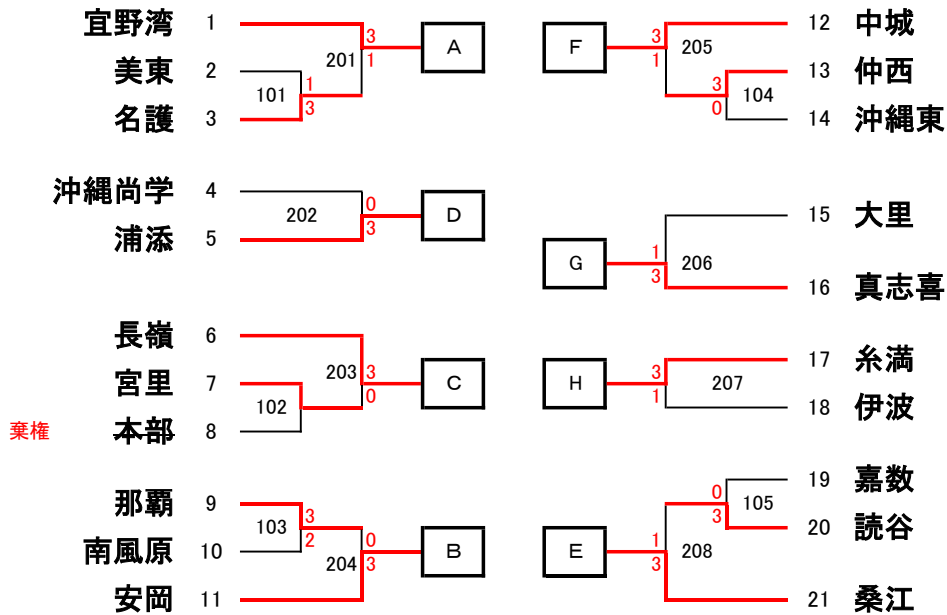 宜野湾 1
3
201
1
A
美東 2
101
1
3
名護 3
沖縄尚学 4
202
0
3
D
浦添 5
長嶺 6
203
3
0
C
宮里 7
102
棄権 本部 8
那覇 9
103
3
2
南風原 10
204
0
3
B
安岡 11
F
3
1
205
12 中城
13 仲西
3
0
104
14 沖縄東
15 大里
G
1
3
206
16 真志喜
17 糸満
H
3
1
207
18 伊波
19 嘉数
0
3
105
20 読谷
E
1
3
208
21 桑江